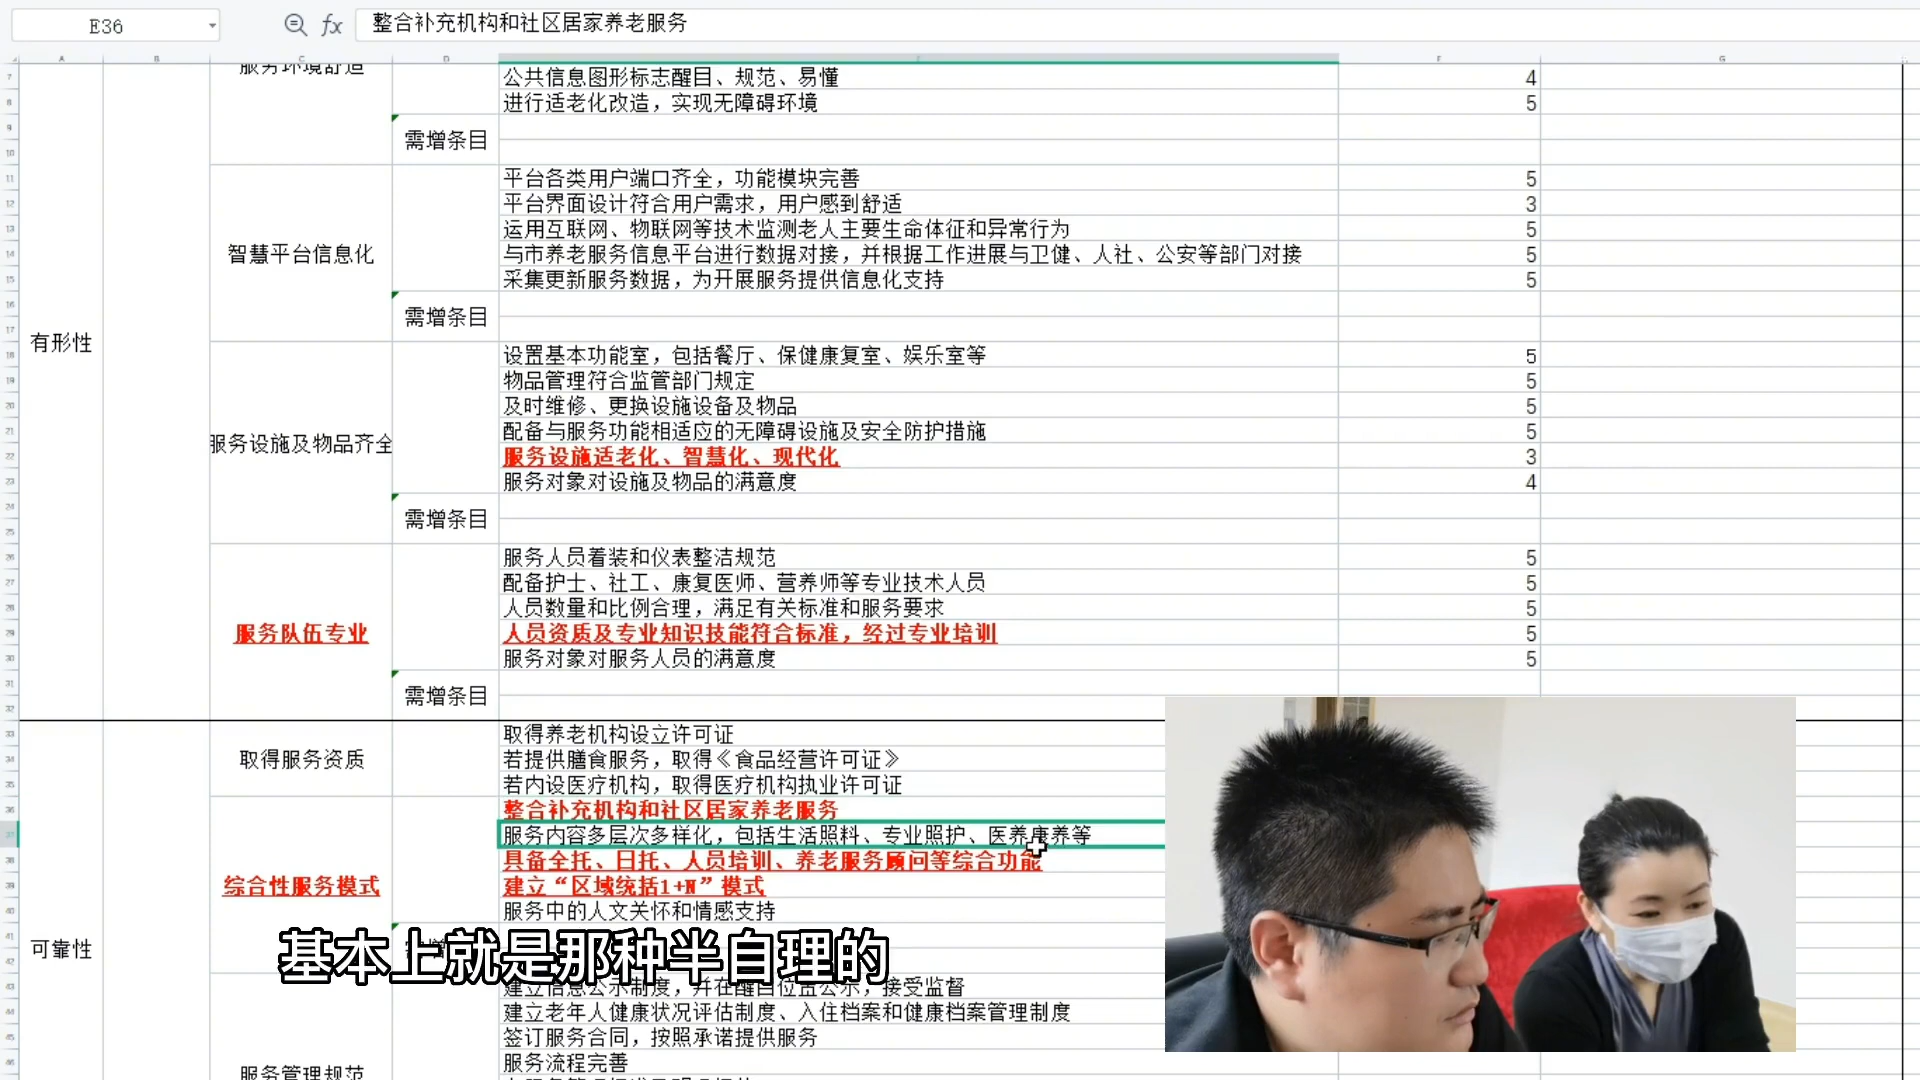 E36
fx
整合补充机构和社区居家养老服务
服务环境舒适
公共信息图形标志醒目、规范、易懂
4
进行适老化改造，实现无障碍环境
5
需增条目
有形性
智慧平台信息化
平台各类用户端口齐全，功能模块完善
5
平台界面设计符合用户需求，用户感到舒适
3
运用互联网、物联网等技术监测老人主要生命体征和异常行为
5
与市养老服务信息平台进行数据对接，并根据工作进展与卫健、人社、公安等部门对接
5
采集更新服务数据，为开展服务提供信息化支持
5
需增条目
服务设施及物品齐全
设置基本功能室，包括餐厅、保健康复室、娱乐室等
5
物品管理符合监管部门规定
5
及时维修、更换设施设备及物品
5
配备与服务功能相适应的无障碍设施及安全防护措施
5
服务设施适老化、智慧化、现代化
3
服务对象对设施及物品的满意度
4
需增条目
服务队伍专业
服务人员着装和仪表整洁规范
5
配备护士、社工、康复医师、营养师等专业技术人员
5
人员数量和比例合理，满足有关标准和服务要求
5
人员资质及专业知识技能符合标准，经过专业培训
5
服务对象对服务人员的满意度
5
需增条目
可靠性
取得服务资质
取得养老机构设立许可证
若提供膳食服务，取得《食品经营许可证》
若内设医疗机构，取得医疗机构执业许可证
综合性服务模式
整合补充机构和社区居家养老服务
服务内容多层次多样化，包括生活照料、专业照护、医养康养等
具备全托、日托、人员培训、养老服务顾问等综合功能
建立“区域统括1+N”模式
服务中的人文关怀和情感支持
基本上就是那种半自理的
服务管理规范
建立信息公示制度，并在醒目位置公示，接受监督
建立老年人健康状况评估制度、入住档案和健康档案管理制度
签订服务合同，按照承诺提供服务
服务流程完善